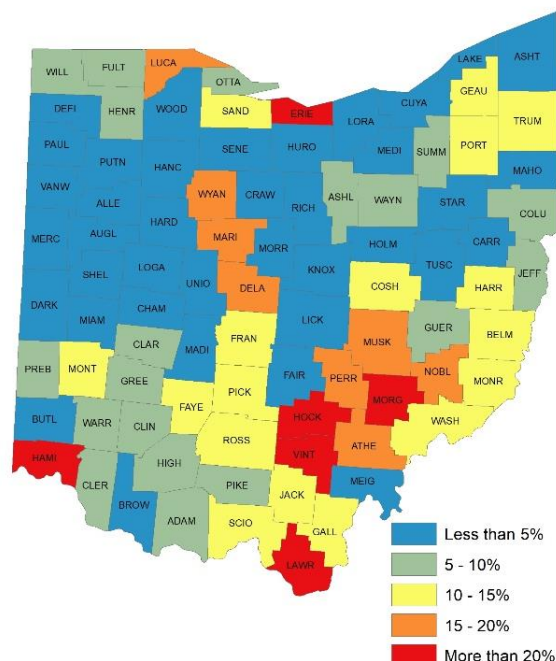 ASHT
LAKE
LUCA
FULT
WILL
OTTA
GEAU
CUYA
HENR
WOOD
SAND
ERIE
LORA
TRUM
DEFI
PORT
SUMM
MEDI
SENE
HURO
PAUL
PUTN
HANC
MAHO
VANW
WYAN
CRAW
ASHL
WAYN
STAR
ALLE
RICH
COLU
HARD
AUGL
MARI
MERC
MORR
HOLM
CARR
TUSC
JEFF
LOGA
SHEL
UNIO
KNOX
DELA
COSH
HARR
DARK
CHAM
LICK
MIAM
GUER
BELM
CLAR
FRAN
MUSK
MADI
PREB
MONT
GREE
FAIR
PERR
NOBL
MONR
PICK
MORG
FAYE
BUTL
WARR
CLIN
HOCK
WASH
ROSS
ATHE
HAMI
VINT
HIGH
CLER
PIKE
MEIG
JACK
BROW
ADAM
SCIO
GALL
LAWR
Less than 5%
5 - 10%
10 - 15%
15 - 20%
More than 20%